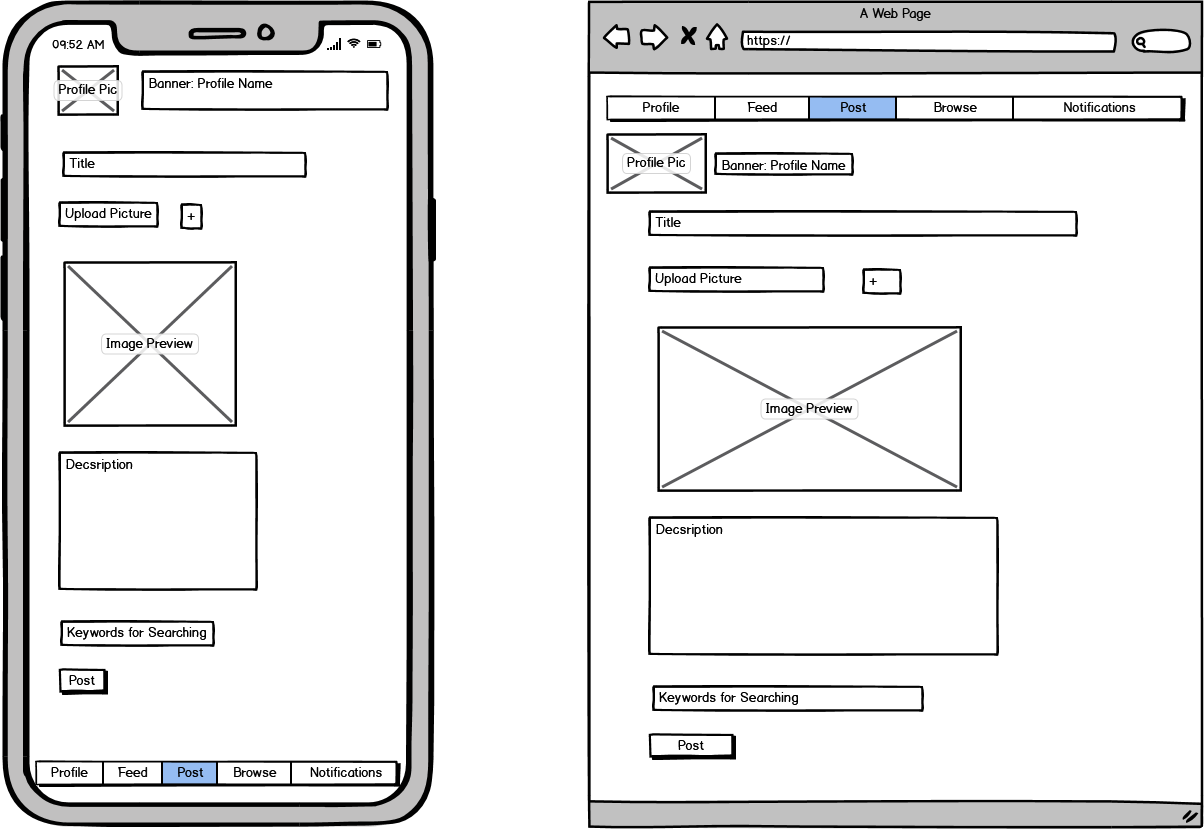 09:52 AM
Profile Pic
Banner: Profile Name
Title
Upload Picture
+
Image Preview
Decsription
Keywords for Searching
Post
Profile
Feed
Post
Browse
Notifications
A Web Page
https://
Profile
Feed
Post
Browse
Notifications
Profile Pic
Banner: Profile Name
Title
Upload Picture
+
Image Preview
Decsription
Keywords for Searching
Post